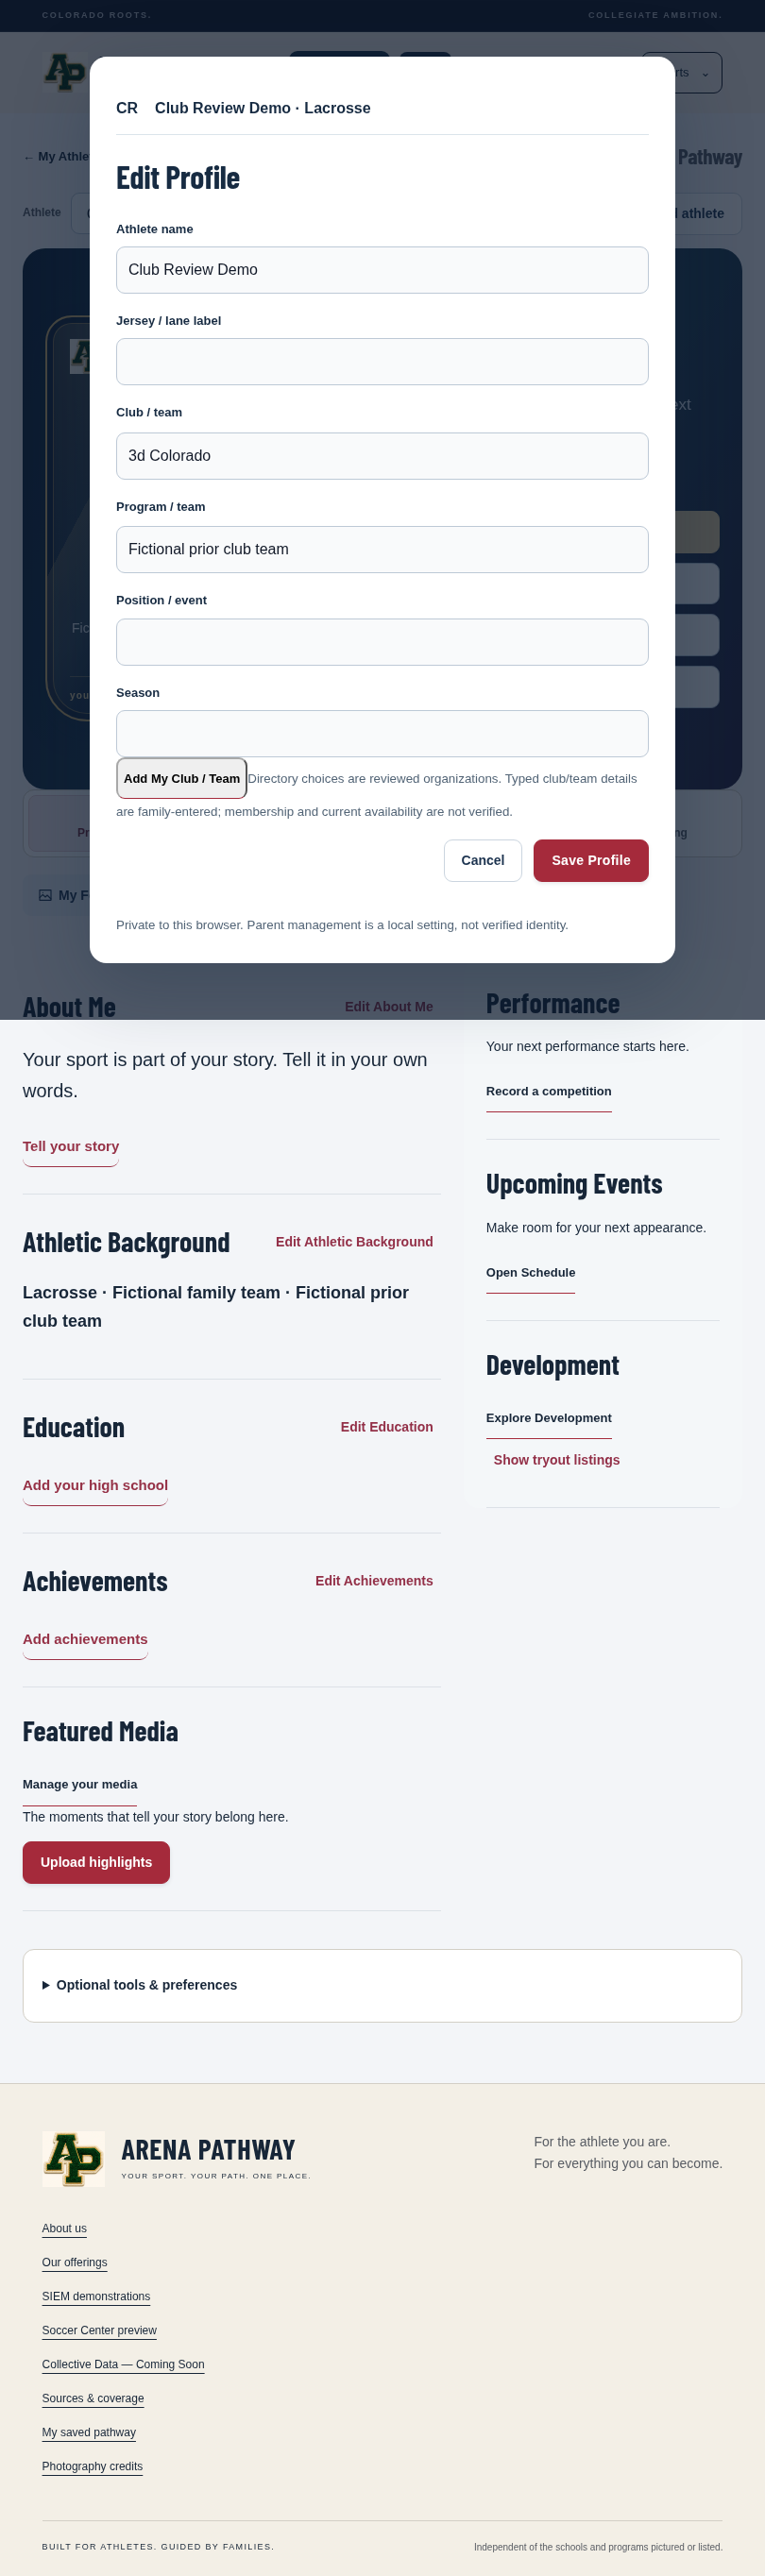 COLORADO ROOTS.
COLLEGIATE AMBITION.
AP
CR Club Review Demo · Lacrosse
← My Athle
Pathway
Edit Profile
Athlete
athlete
Athlete name
Club Review Demo
Jersey / lane label
Club / team
3d Colorado
Program / team
Fictional prior club team
Position / event
Season
Add My Club / Team Directory choices are reviewed organizations. Typed club/team details
are family-entered; membership and current availability are not verified.
Cancel
Save Profile
Private to this browser. Parent management is a local setting, not verified identity.
About Me
Edit About Me
Your sport is part of your story. Tell it in your own
words.
Tell your story
Athletic Background
Edit Athletic Background
Lacrosse · Fictional family team · Fictional prior
club team
Education
Edit Education
Add your high school
Achievements
Edit Achievements
Add achievements
Featured Media
Manage your media
The moments that tell your story belong here.
Upload highlights
Performance
Your next performance starts here.
Record a competition
Upcoming Events
Make room for your next appearance.
Open Schedule
Development
Explore Development
Show tryout listings
▶ Optional tools & preferences
AP
ARENA PATHWAY
YOUR SPORT. YOUR PATH. ONE PLACE.
For the athlete you are.
For everything you can become.
About us
Our offerings
SIEM demonstrations
Soccer Center preview
Collective Data — Coming Soon
Sources & coverage
My saved pathway
Photography credits
BUILT FOR ATHLETES. GUIDED BY FAMILIES.
Independent of the schools and programs pictured or listed.